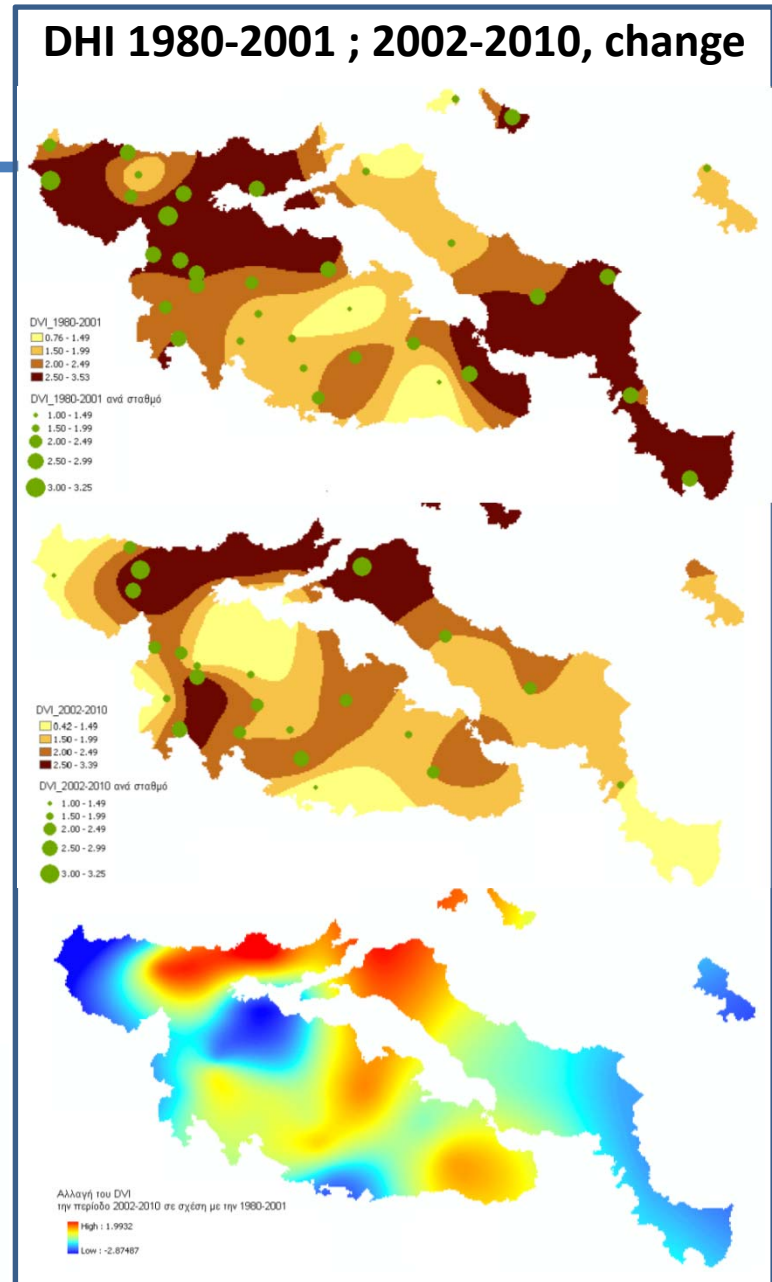 DHI 1980-2001 ; 2002-2010, change
DVI_1980-2001
0.76 - 1.49
1.50 - 1.99
2.00 - 2.49
2.50 - 3.53
DVI_1980-2001 ανά σταθμό
1.00 - 1.49
1.50 - 1.99
2.00 - 2.49
2.50 - 2.99
3.00 - 3.25
DVI_2002-2010
0.42 - 1.49
1.50 - 1.99
2.00 - 2.49
2.50 - 3.39
DVI_2002-2010 ανά σταθμό
1.00 - 1.49
1.50 - 1.99
2.00 - 2.49
2.50 - 2.99
3.00 - 3.25
Αλλαγή του DVI
την περίοδο 2002-2010 σε σχέση με την 1980-2001
High : 1.9932
Low : -2.87487